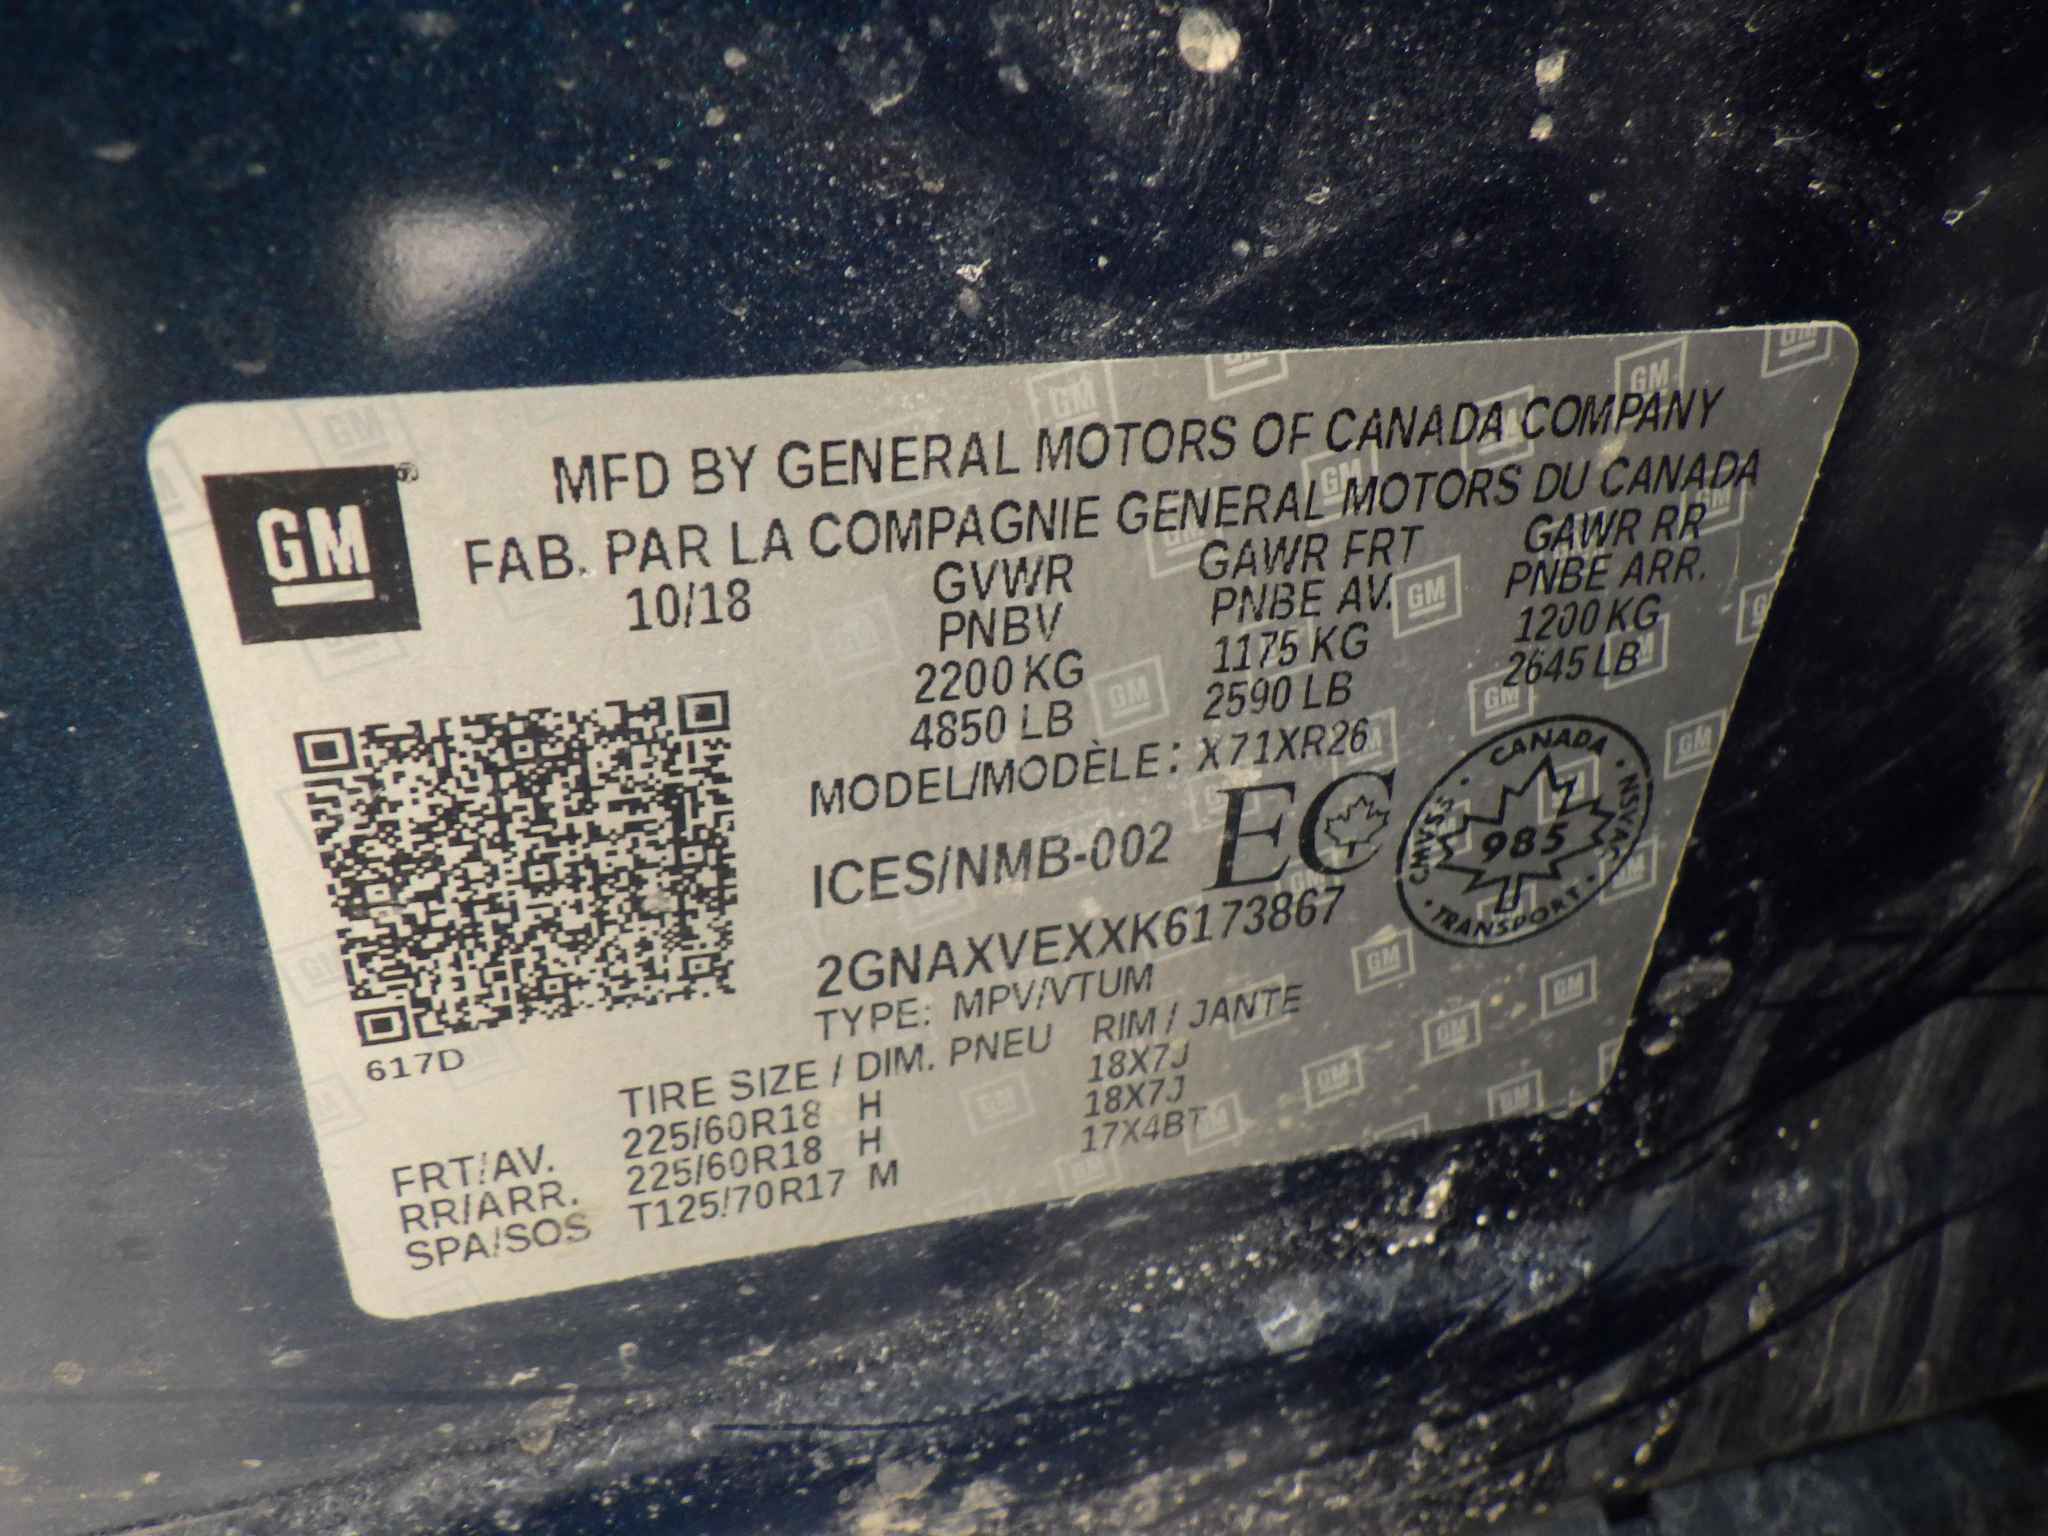 GM
MFD BY GENERAL MOTORS OF CANADA COMPANY
FAB. PAR LA COMPAGNIE GENERAL MOTORS DU CANADA
10/18 GVWR GAWR FRT GAWR RR
PNBV PNBE AV. PNBE ARR.
2200 KG 1175 KG 1200 KG
4850 LB 2590 LB 2645 LB
MODEL/MODÈLE: X71XR26
ICES/NMB-002 EC
CANADA
CMVSS 985 NSVAC
TRANSPORT
2GNAXVEXXK6173867
TYPE: MPV/VTUM
617D
TIRE SIZE / DIM. PNEU RIM / JANTE
FRT/AV. 225/60R18 H 18X7J
RR/ARR. 225/60R18 H 18X7J
SPA/SOS T125/70R17 M 17X4BT